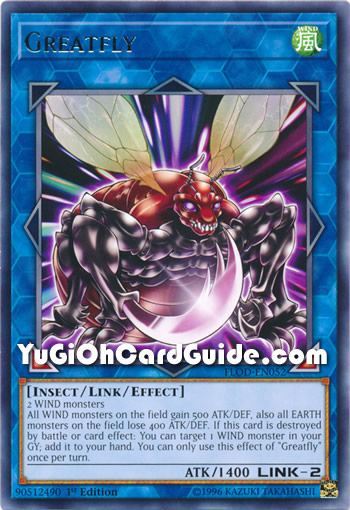 GREATFLY
WIND
風
YuGiOhCardGuide.com
FLOD-EN052
[INSECT/LINK/EFFECT]
2 WIND monsters
All WIND monsters on the field gain 500 ATK/DEF, also all EARTH
monsters on the field lose 400 ATK/DEF. If this card is destroyed
by battle or card effect: You can target 1 WIND monster in your
GY; add it to your hand. You can only use this effect of "Greatfly"
once per turn.
ATK/1400 LINK-2
90512490 1st Edition ©1996 KAZUKI TAKAHASHI